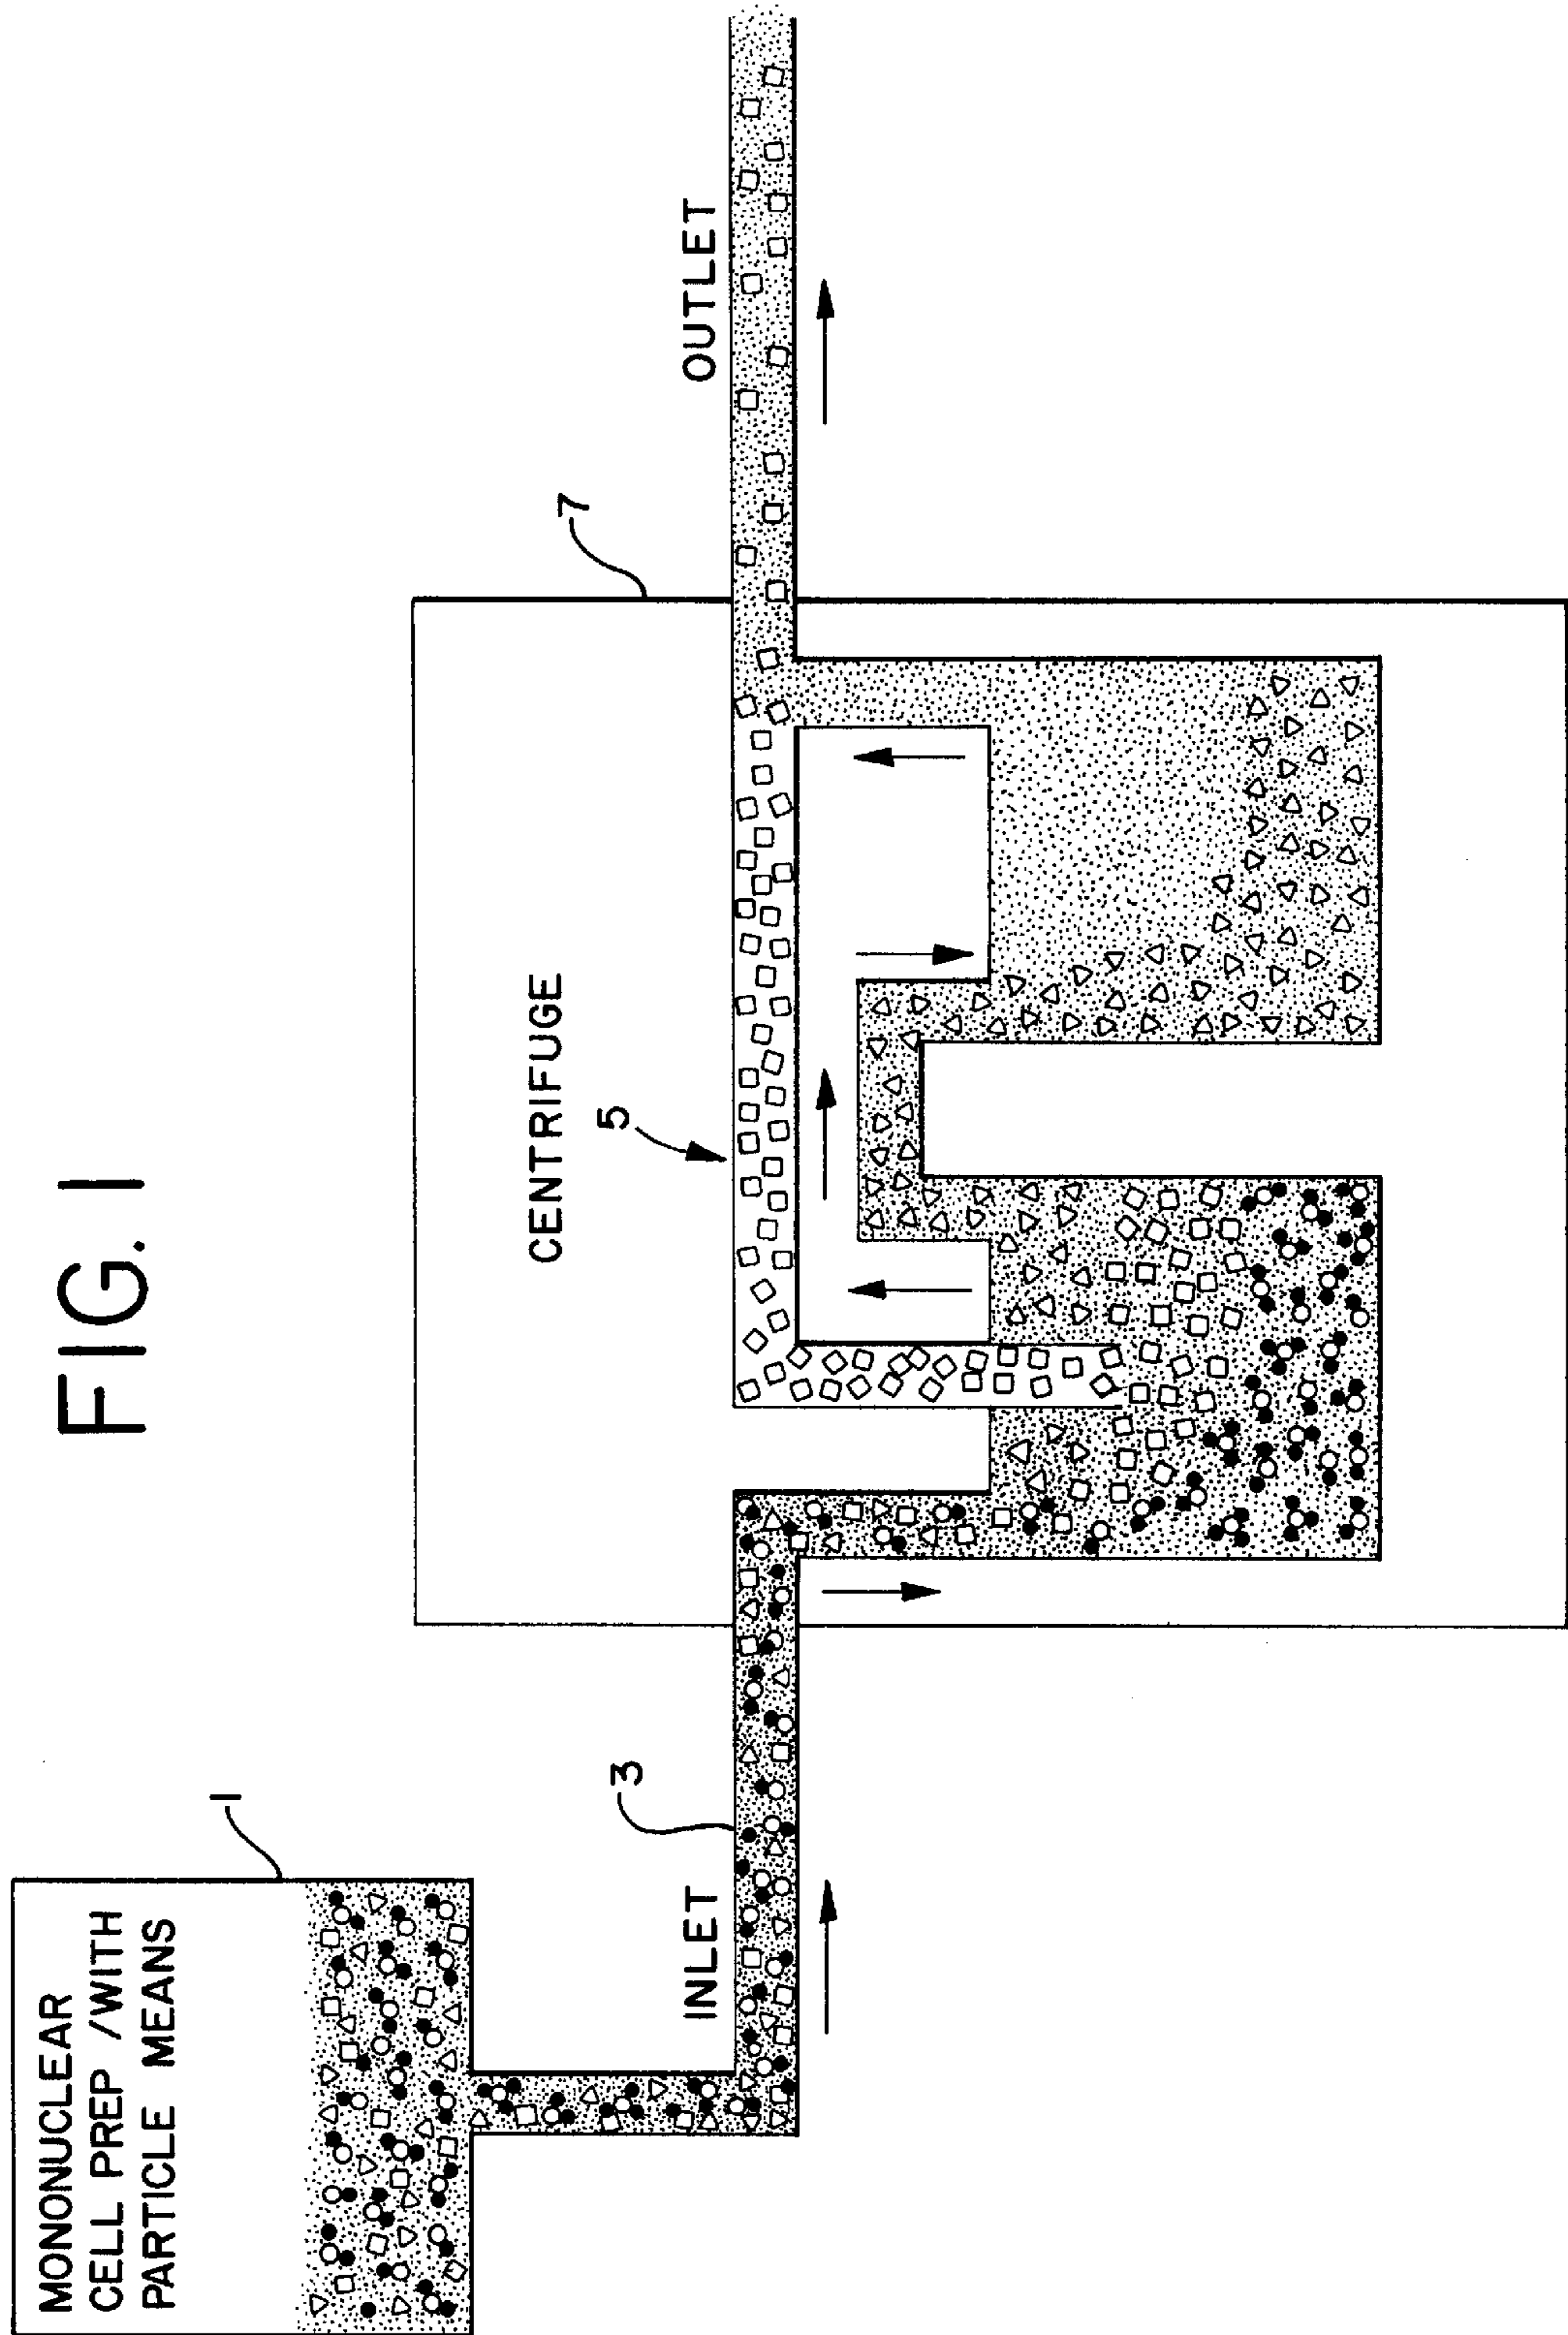 FIG. 1
MONONUCLEAR
CELL PREP /WITH
PARTICLE MEANS
1
INLET
3
CENTRIFUGE
5
7
OUTLET